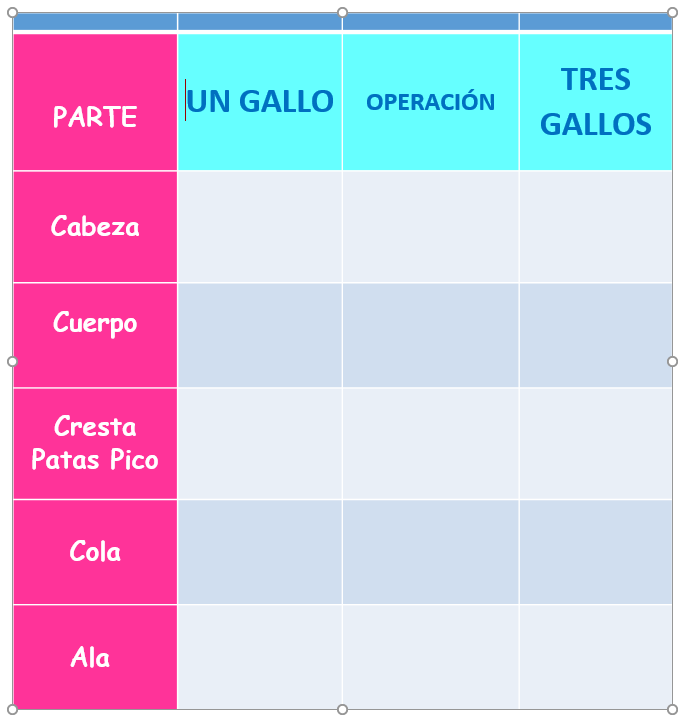 PARTE
UN GALLO
OPERACIÓN
TRES
GALLOS
Cabeza
Cuerpo
Cresta
Patas Pico
Cola
Ala